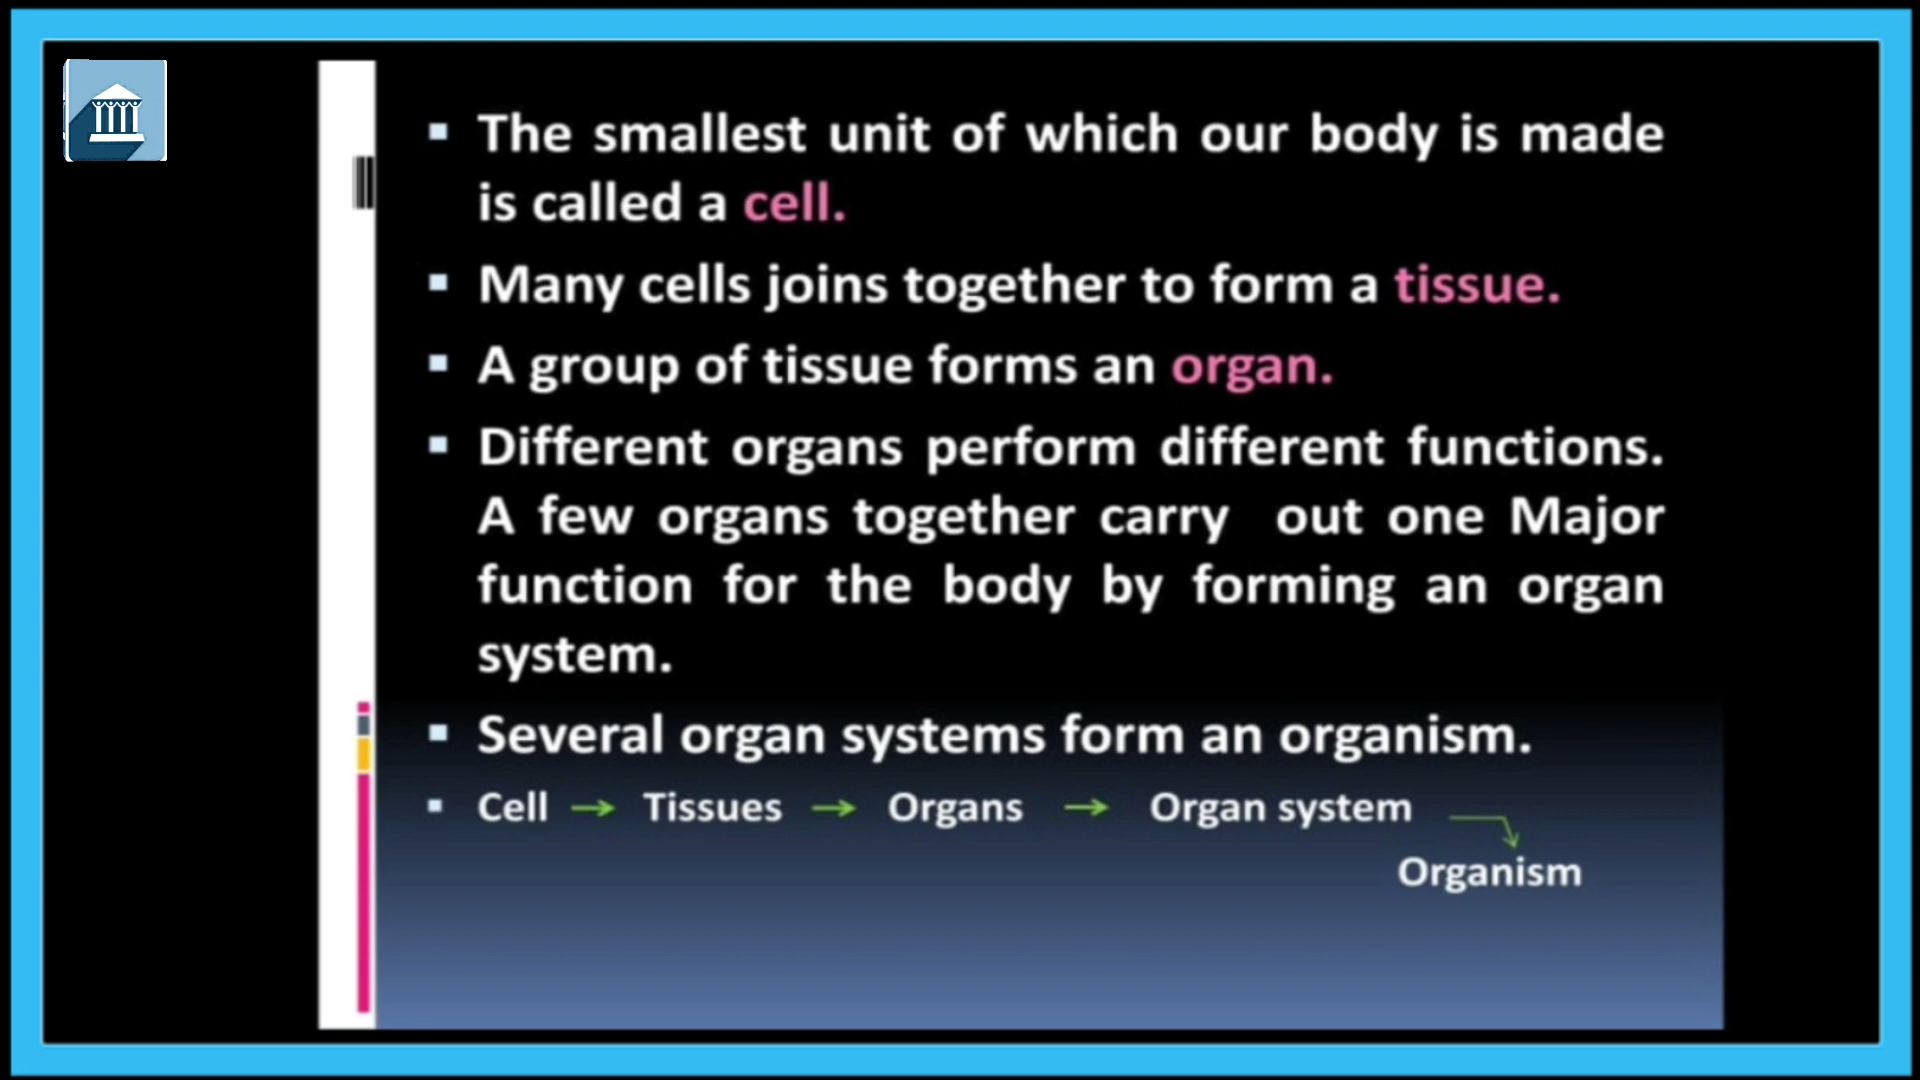 The smallest unit of which our body is made
is called a cell.
Many cells joins together to form a tissue.
A group of tissue forms an organ.
Different organs perform different functions.
A few organs together carry out one Major
function for the body by forming an organ
system.
Several organ systems form an organism.
Cell → Tissues → Organs → Organ system
Organism